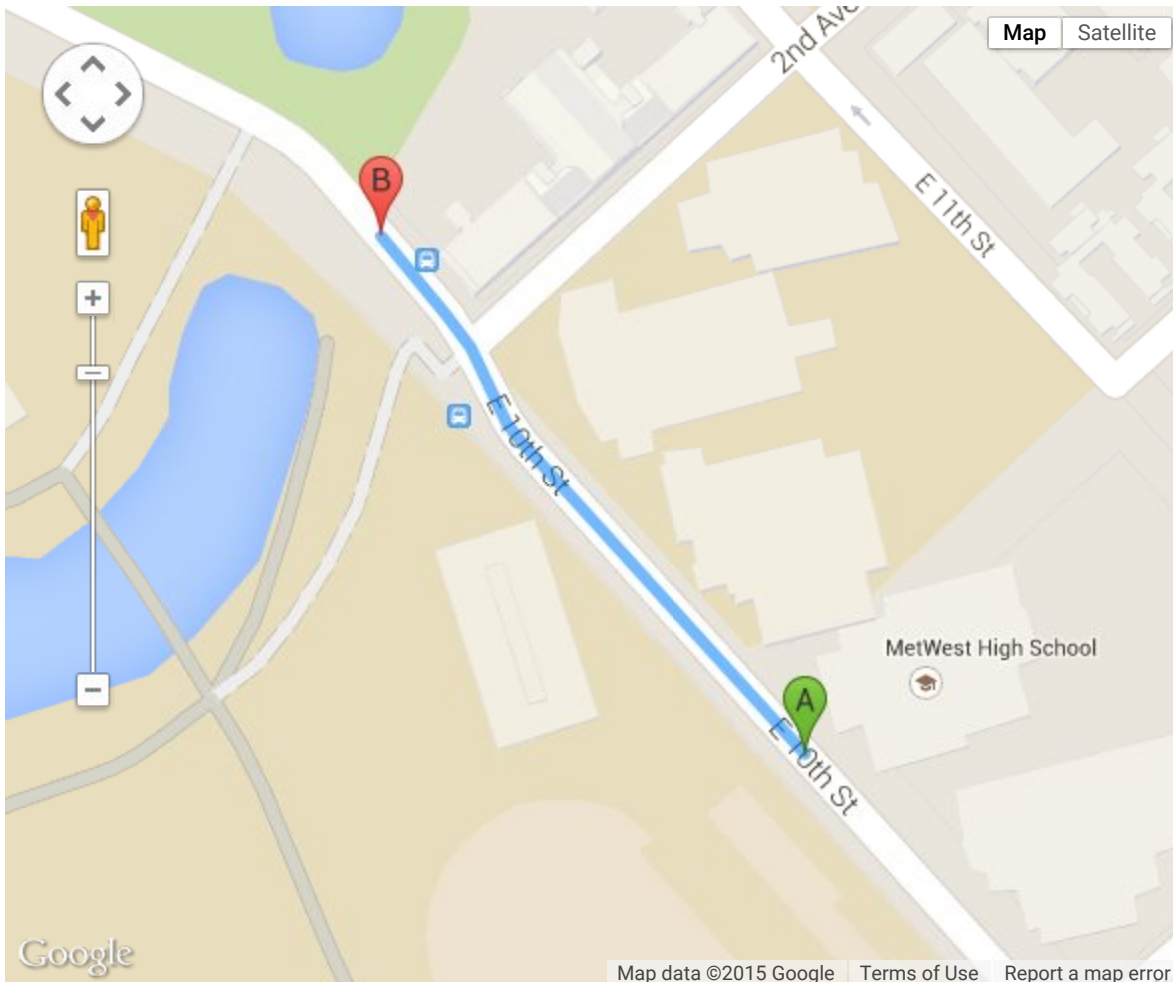 2nd Ave
Map
Satellite
B
E 11th St
E 10th St
MetWest High School
A
E 10th St
Google
Map data ©2015 Google
Terms of Use
Report a map error